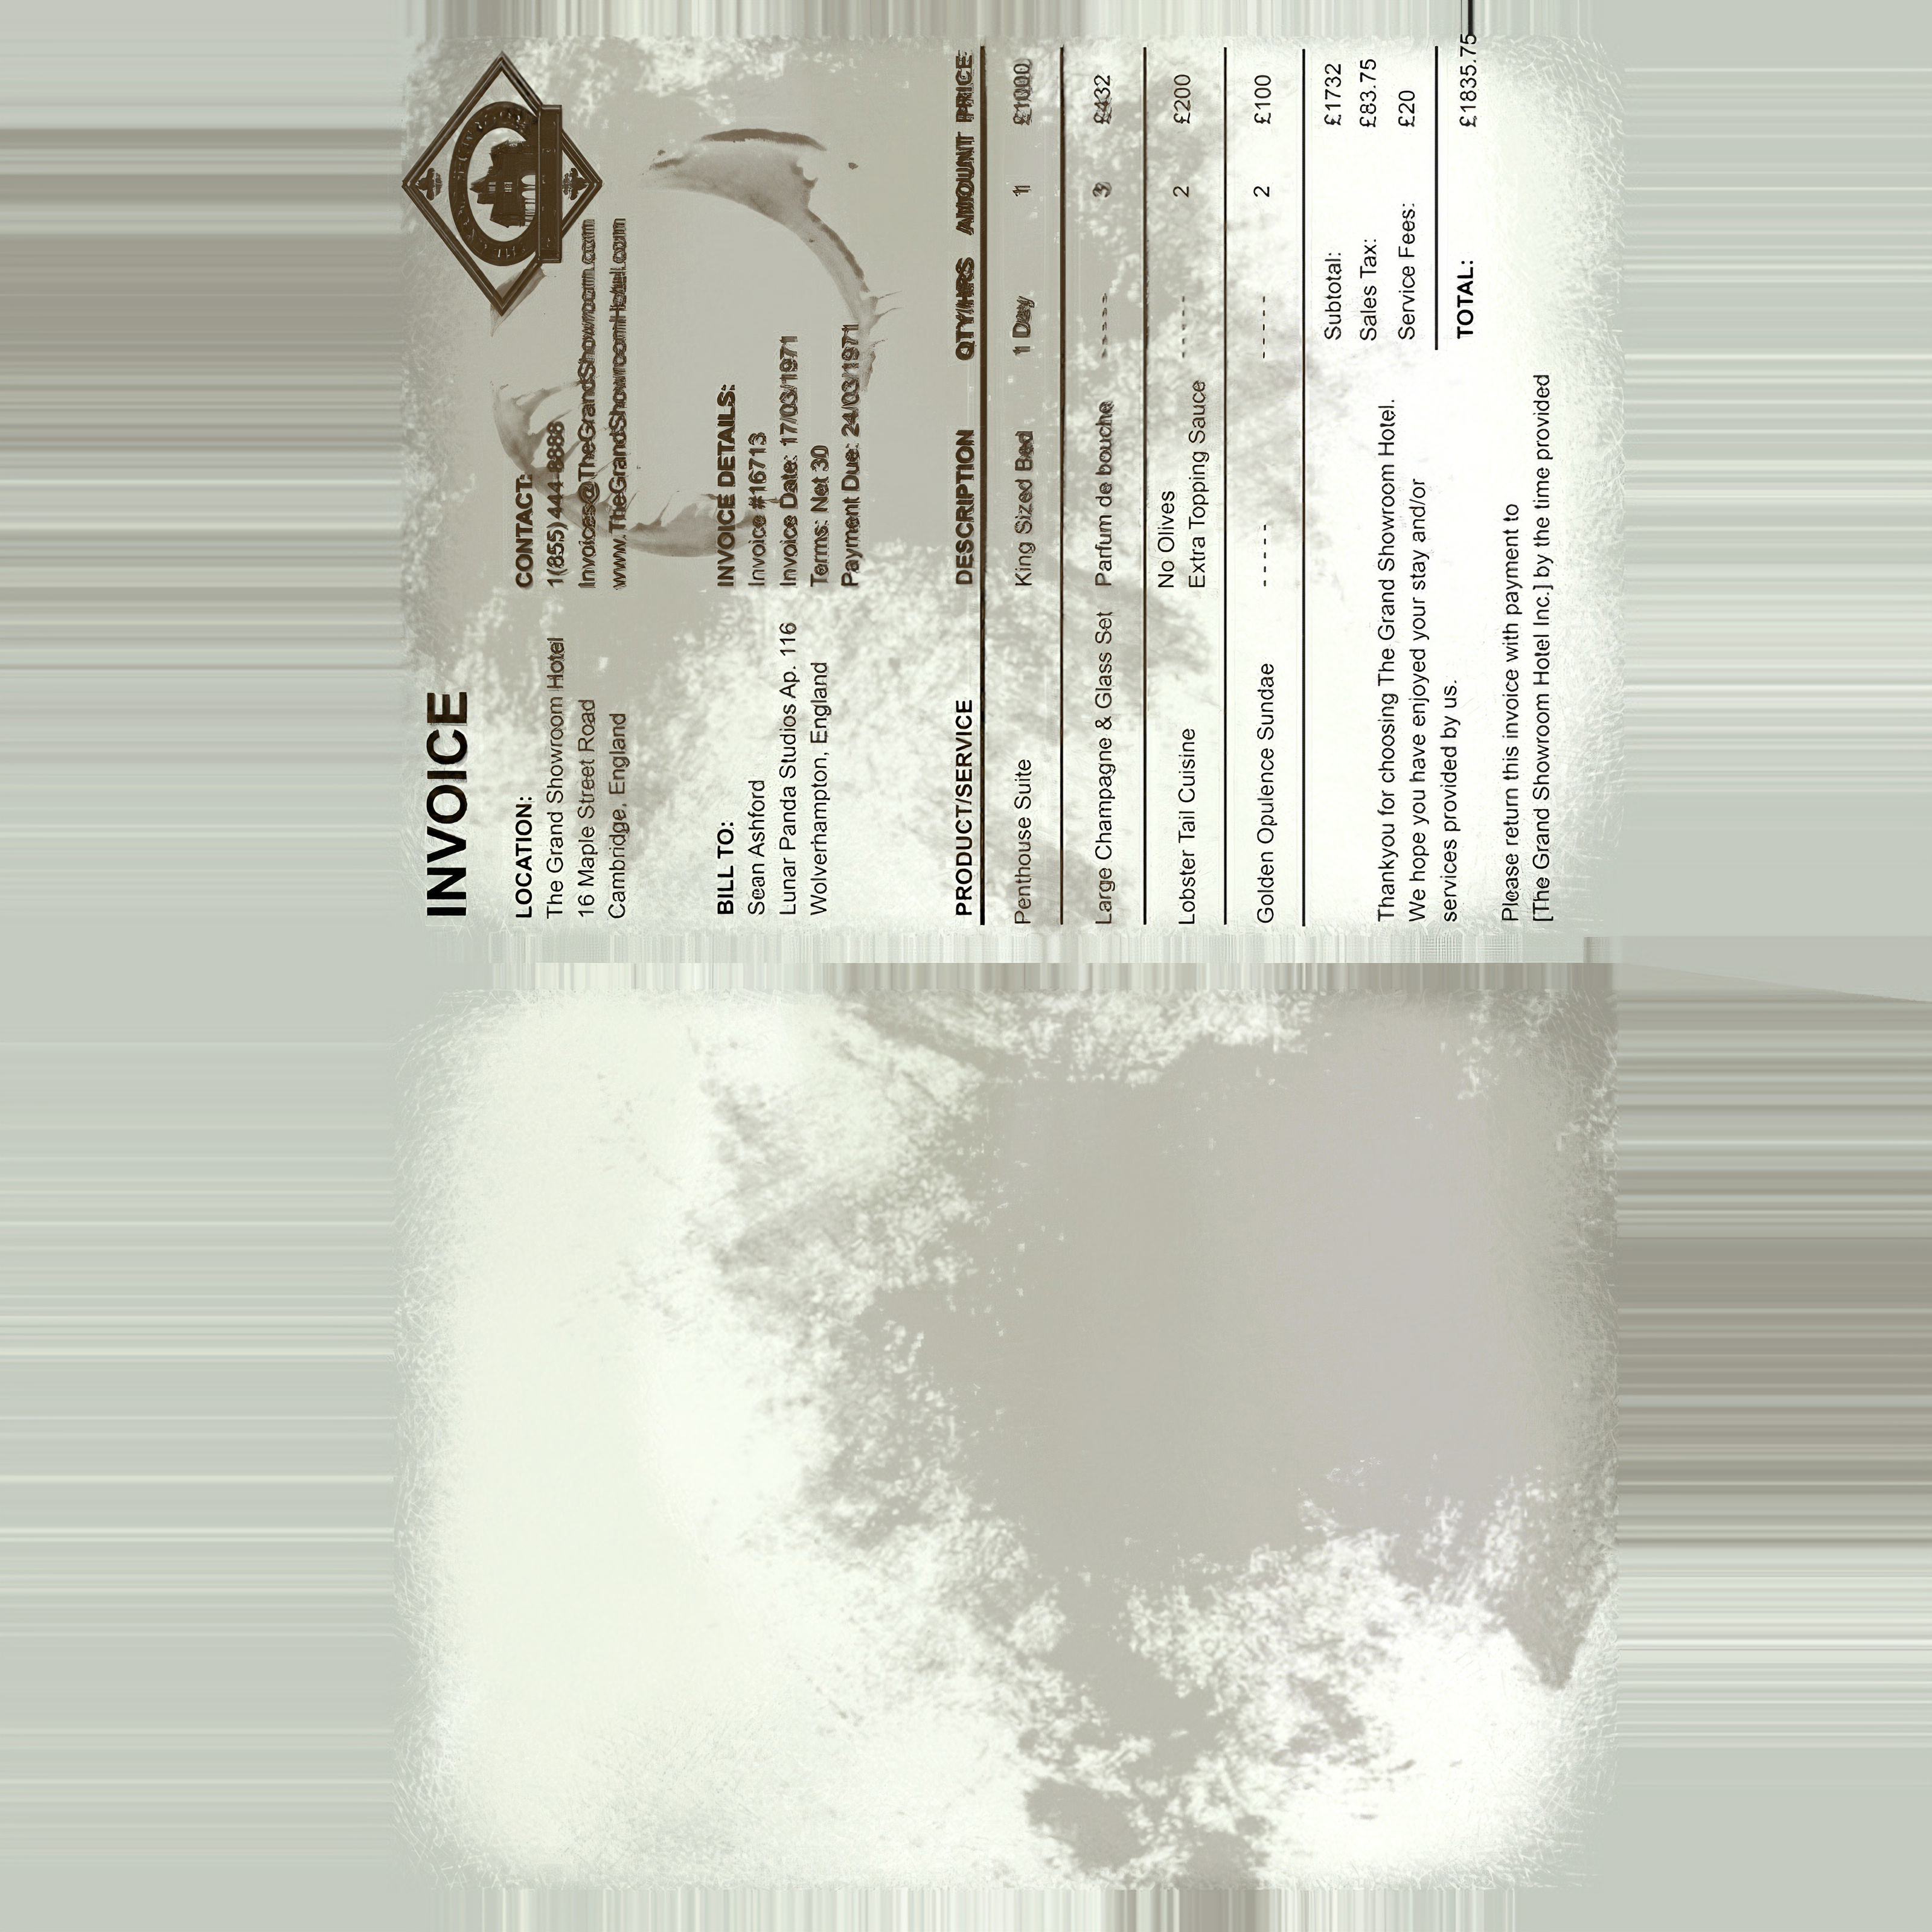 INVOICE
LOCATION:
The Grand Showroom Hotel
16 Maple Street Road
Cambridge, England
CONTACT:
1(855) 444-8888
Invoices@TheGrandShowroom.com
www.TheGrandShowroomHotel.com
BILL TO:
Sean Ashford
Lunar Panda Studios Ap. 116
Wolverhampton, England
INVOICE DETAILS:
Invoice #16713
Invoice Date: 17/03/1971
Terms: Net 30
Payment Due: 24/03/1971
PRODUCT/SERVICE DESCRIPTION QTY/HRS AMOUNT PRICE
Penthouse Suite King Sized Bed 1 Day 1 £1000
Large Champagne & Glass Set Parfum de bouche ----- 3 £432
Lobster Tail Cuisine No Olives ----- 2 £200
Extra Topping Sauce
Golden Opulence Sundae ----- ----- 2 £100
Subtotal: £1732
Sales Tax: £83.75
Service Fees: £20
TOTAL: £1835.75
Thankyou for choosing The Grand Showroom Hotel.
We hope you have enjoyed your stay and/or
services provided by us.
Please return this invoice with payment to
[The Grand Showroom Hotel Inc.] by the time provided